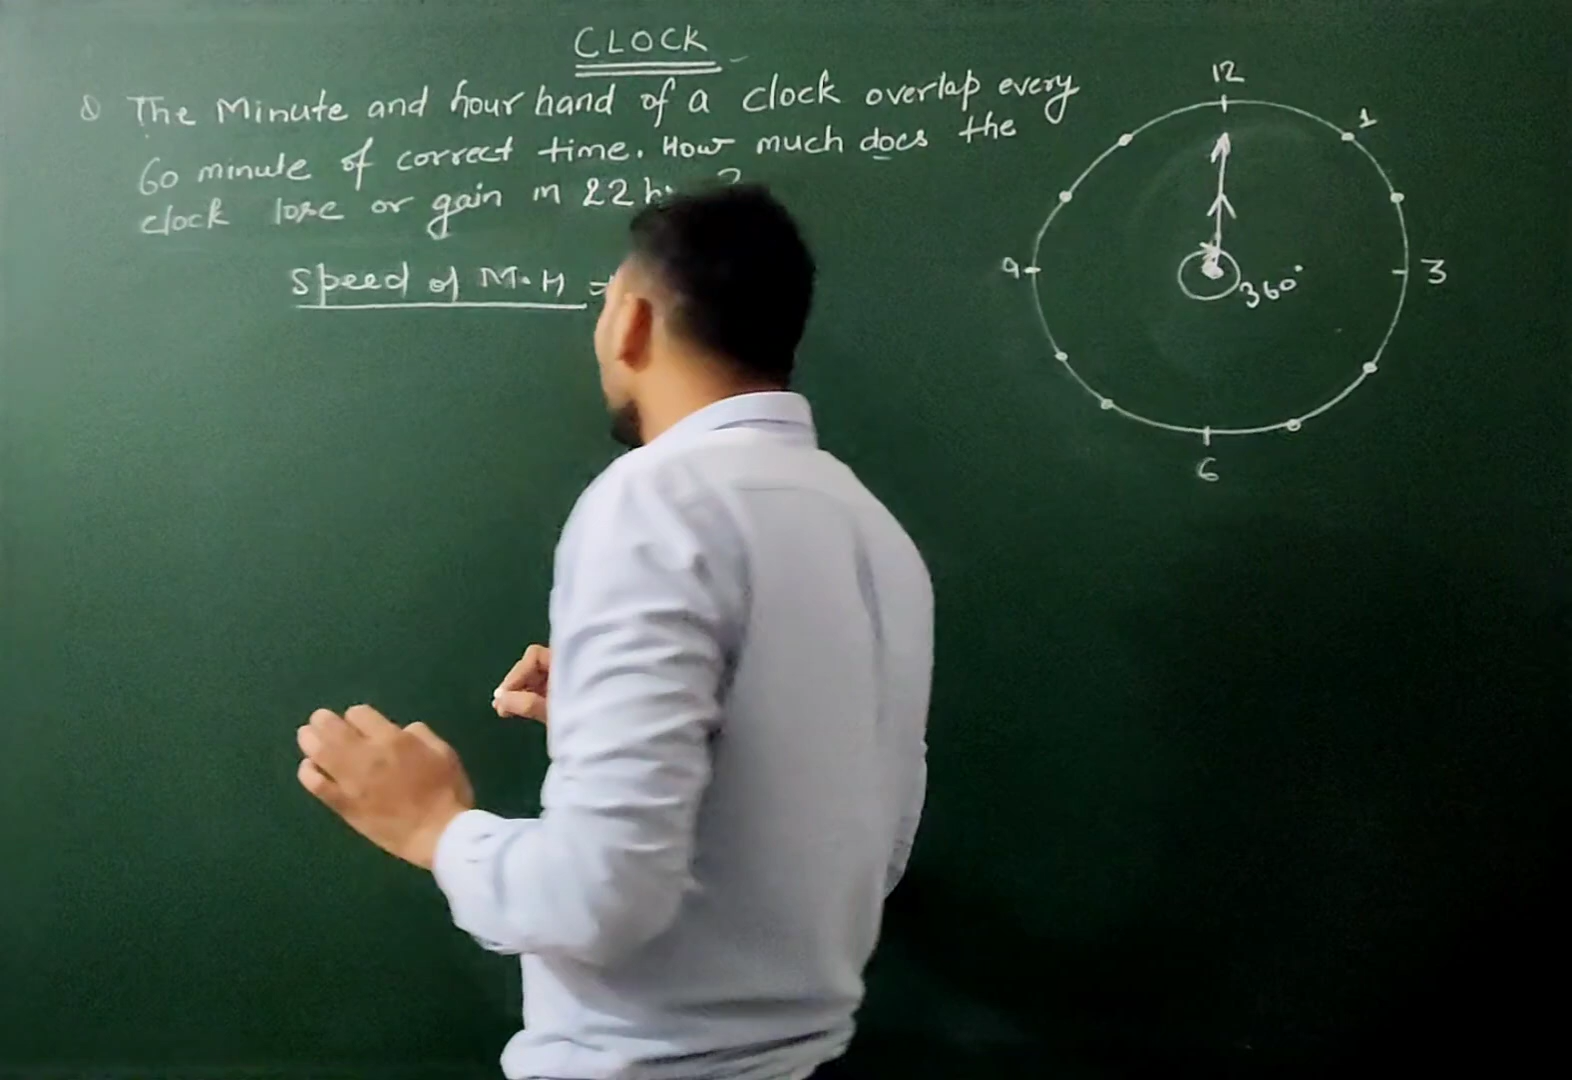 CLOCK
Q The Minute and hour hand of a clock overlap every
60 minute of correct time. How much does the
clock lose or gain in 22 h ?
Speed of M.H =
12
1
9
3
360°
6